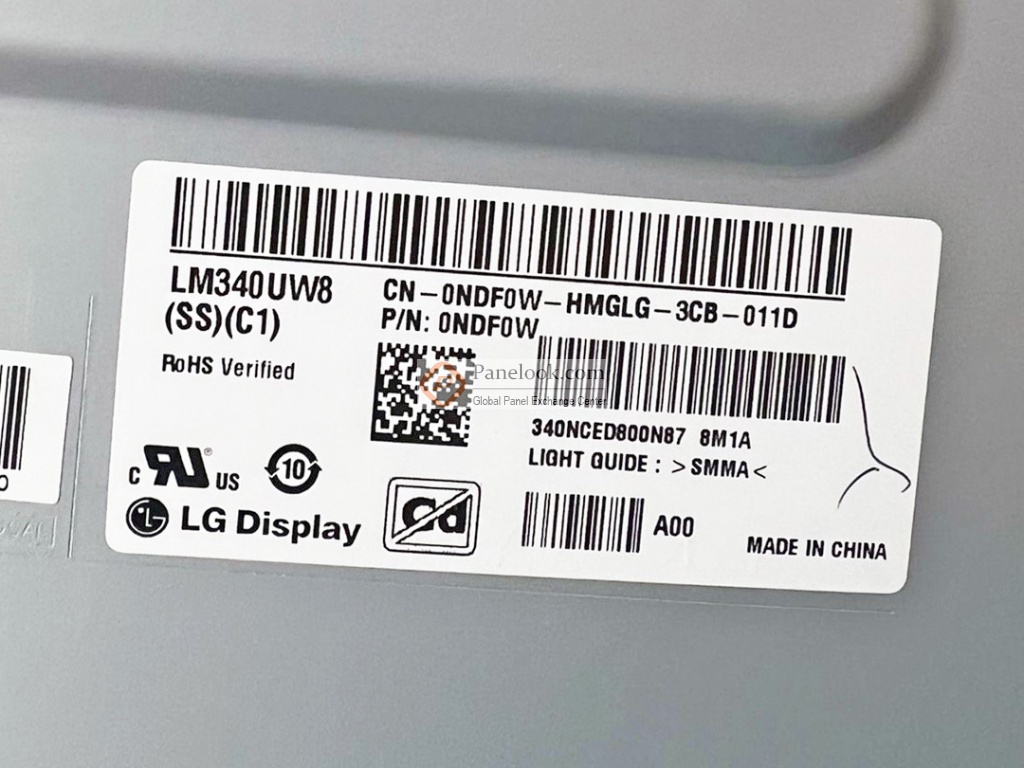 LM340UW8
(SS)(C1)
CN-0NDF0W-HMGLG-3CB-011D
P/N: 0NDF0W
RoHS Verified
Panelook.com
Global Panel Exchange Center
340NCED800N87 8M1A
LIGHT GUIDE : >SMMA<
c RU US
10
LG Display
Cd
A00
MADE IN CHINA